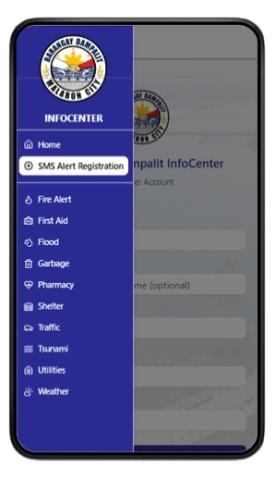 BARANGAY DAMPALIT
MALABON CITY
INFOCENTER
Home
SMS Alert Registration
Fire Alert
First Aid
Flood
Garbage
Pharmacy
Shelter
Traffic
Tsunami
Utilities
Weather
mpalit InfoCenter
er Account
me (optional)